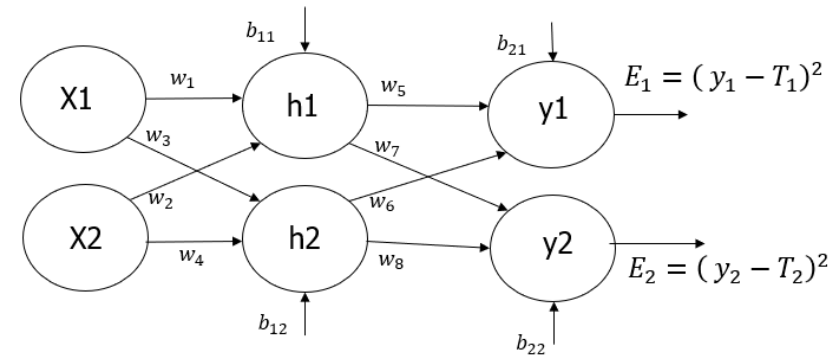 b₁₁
b₂₁
X1
w₁
h1
w₅
y1
E₁ = ( y₁ − T₁)²
w₃
w₇
w₂
w₆
X2
w₄
h2
w₈
y2
E₂ = ( y₂ − T₂)²
b₁₂
b₂₂